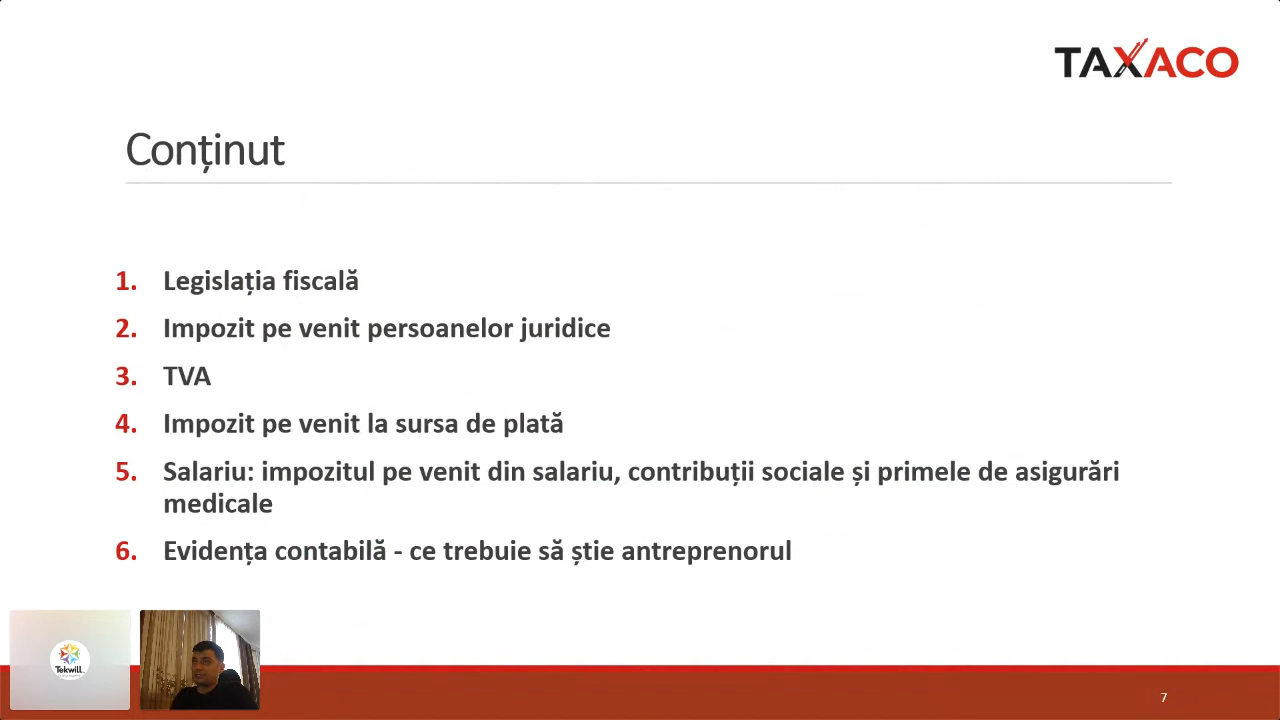 TAXACO
Conținut
1. Legislația fiscală
2. Impozit pe venit persoanelor juridice
3. TVA
4. Impozit pe venit la sursa de plată
5. Salariu: impozitul pe venit din salariu, contribuții sociale și primele de asigurări
medicale
6. Evidența contabilă - ce trebuie să știe antreprenorul
Tekwill
7